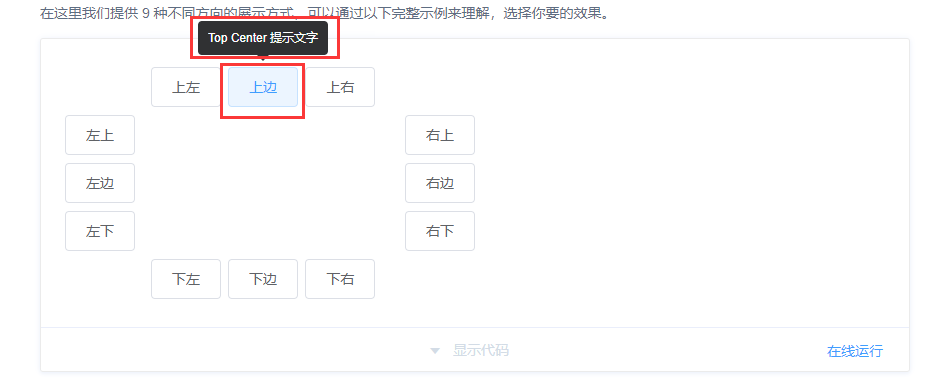 在这里我们提供 9 种不同方向的展示方式，可以通过以下完整示例来理解，选择你要的效果。
Top Center 提示文字
上左 上边 上右
左上 右上
左边 右边
左下 右下
下左 下边 下右
显示代码 在线运行